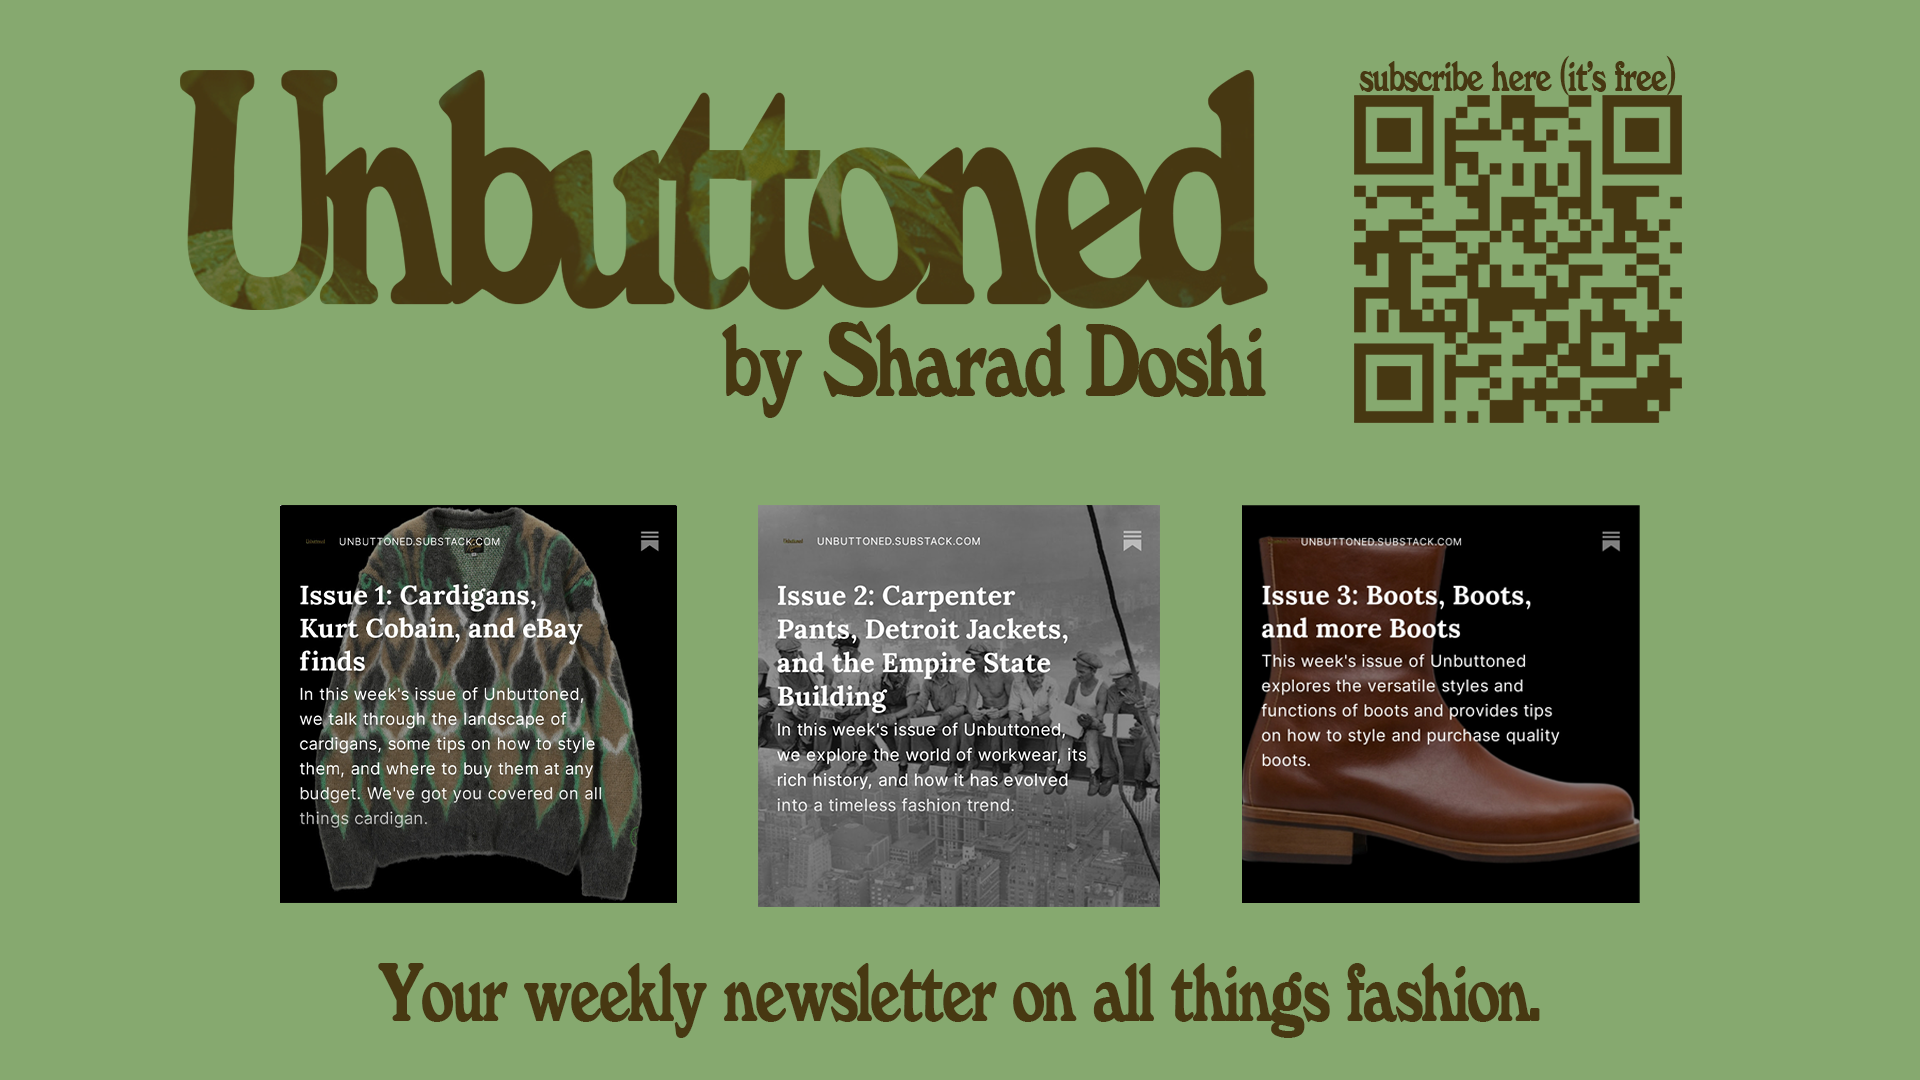 Unbuttoned
by Sharad Doshi
subscribe here (it's free)
UNBUTTONED.SUBSTACK.COM
Issue 1: Cardigans,
Kurt Cobain, and eBay
finds
In this week's issue of Unbuttoned,
we talk through the landscape of
cardigans, some tips on how to style
them, and where to buy them at any
budget. We've got you covered on all
things cardigan.
UNBUTTONED.SUBSTACK.COM
Issue 2: Carpenter
Pants, Detroit Jackets,
and the Empire State
Building
In this week's issue of Unbuttoned,
we explore the world of workwear, its
rich history, and how it has evolved
into a timeless fashion trend.
UNBUTTONED.SUBSTACK.COM
Issue 3: Boots, Boots,
and more Boots
This week's issue of Unbuttoned
explores the versatile styles and
functions of boots and provides tips
on how to style and purchase quality
boots.
Your weekly newsletter on all things fashion.